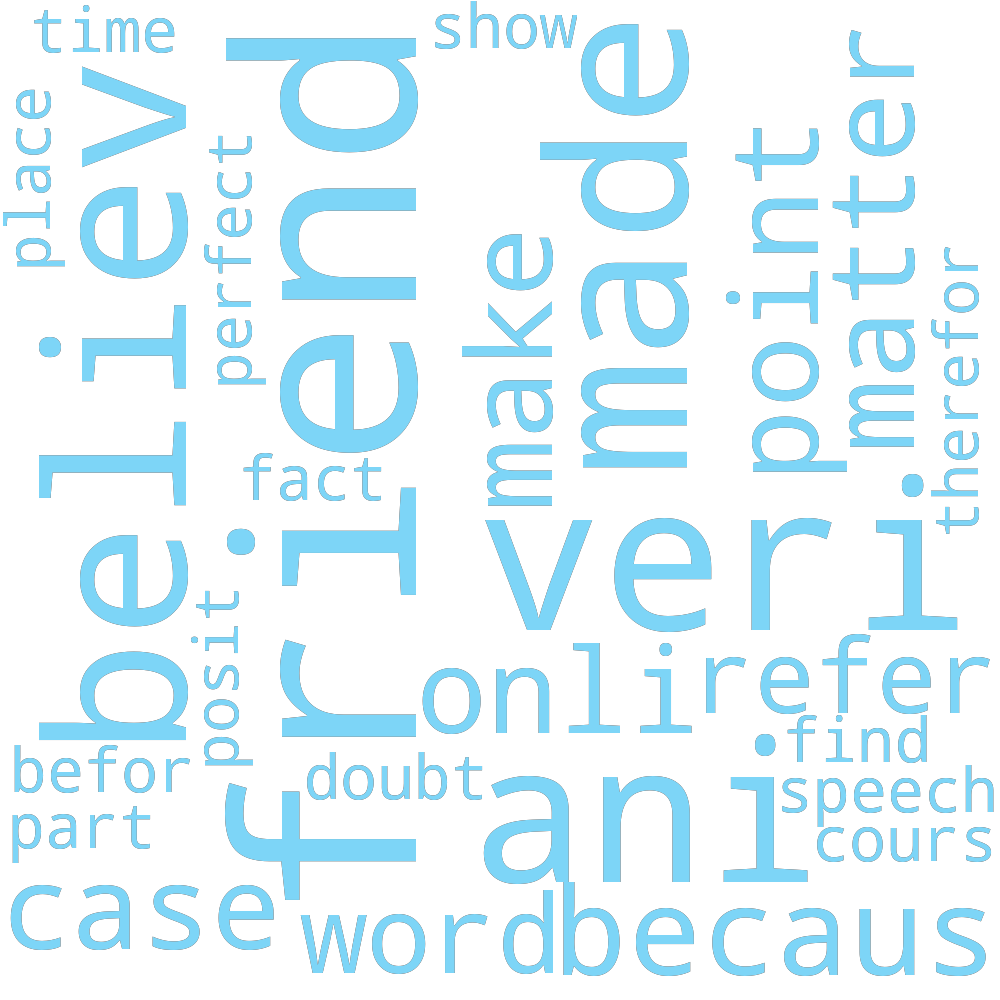 time
show
place
believ
perfect
friend
made
make
point
matter
therefor
fact
veri
posit
onli
refer
befor
doubt
find
ani
speech
part
cours
case
word
becaus